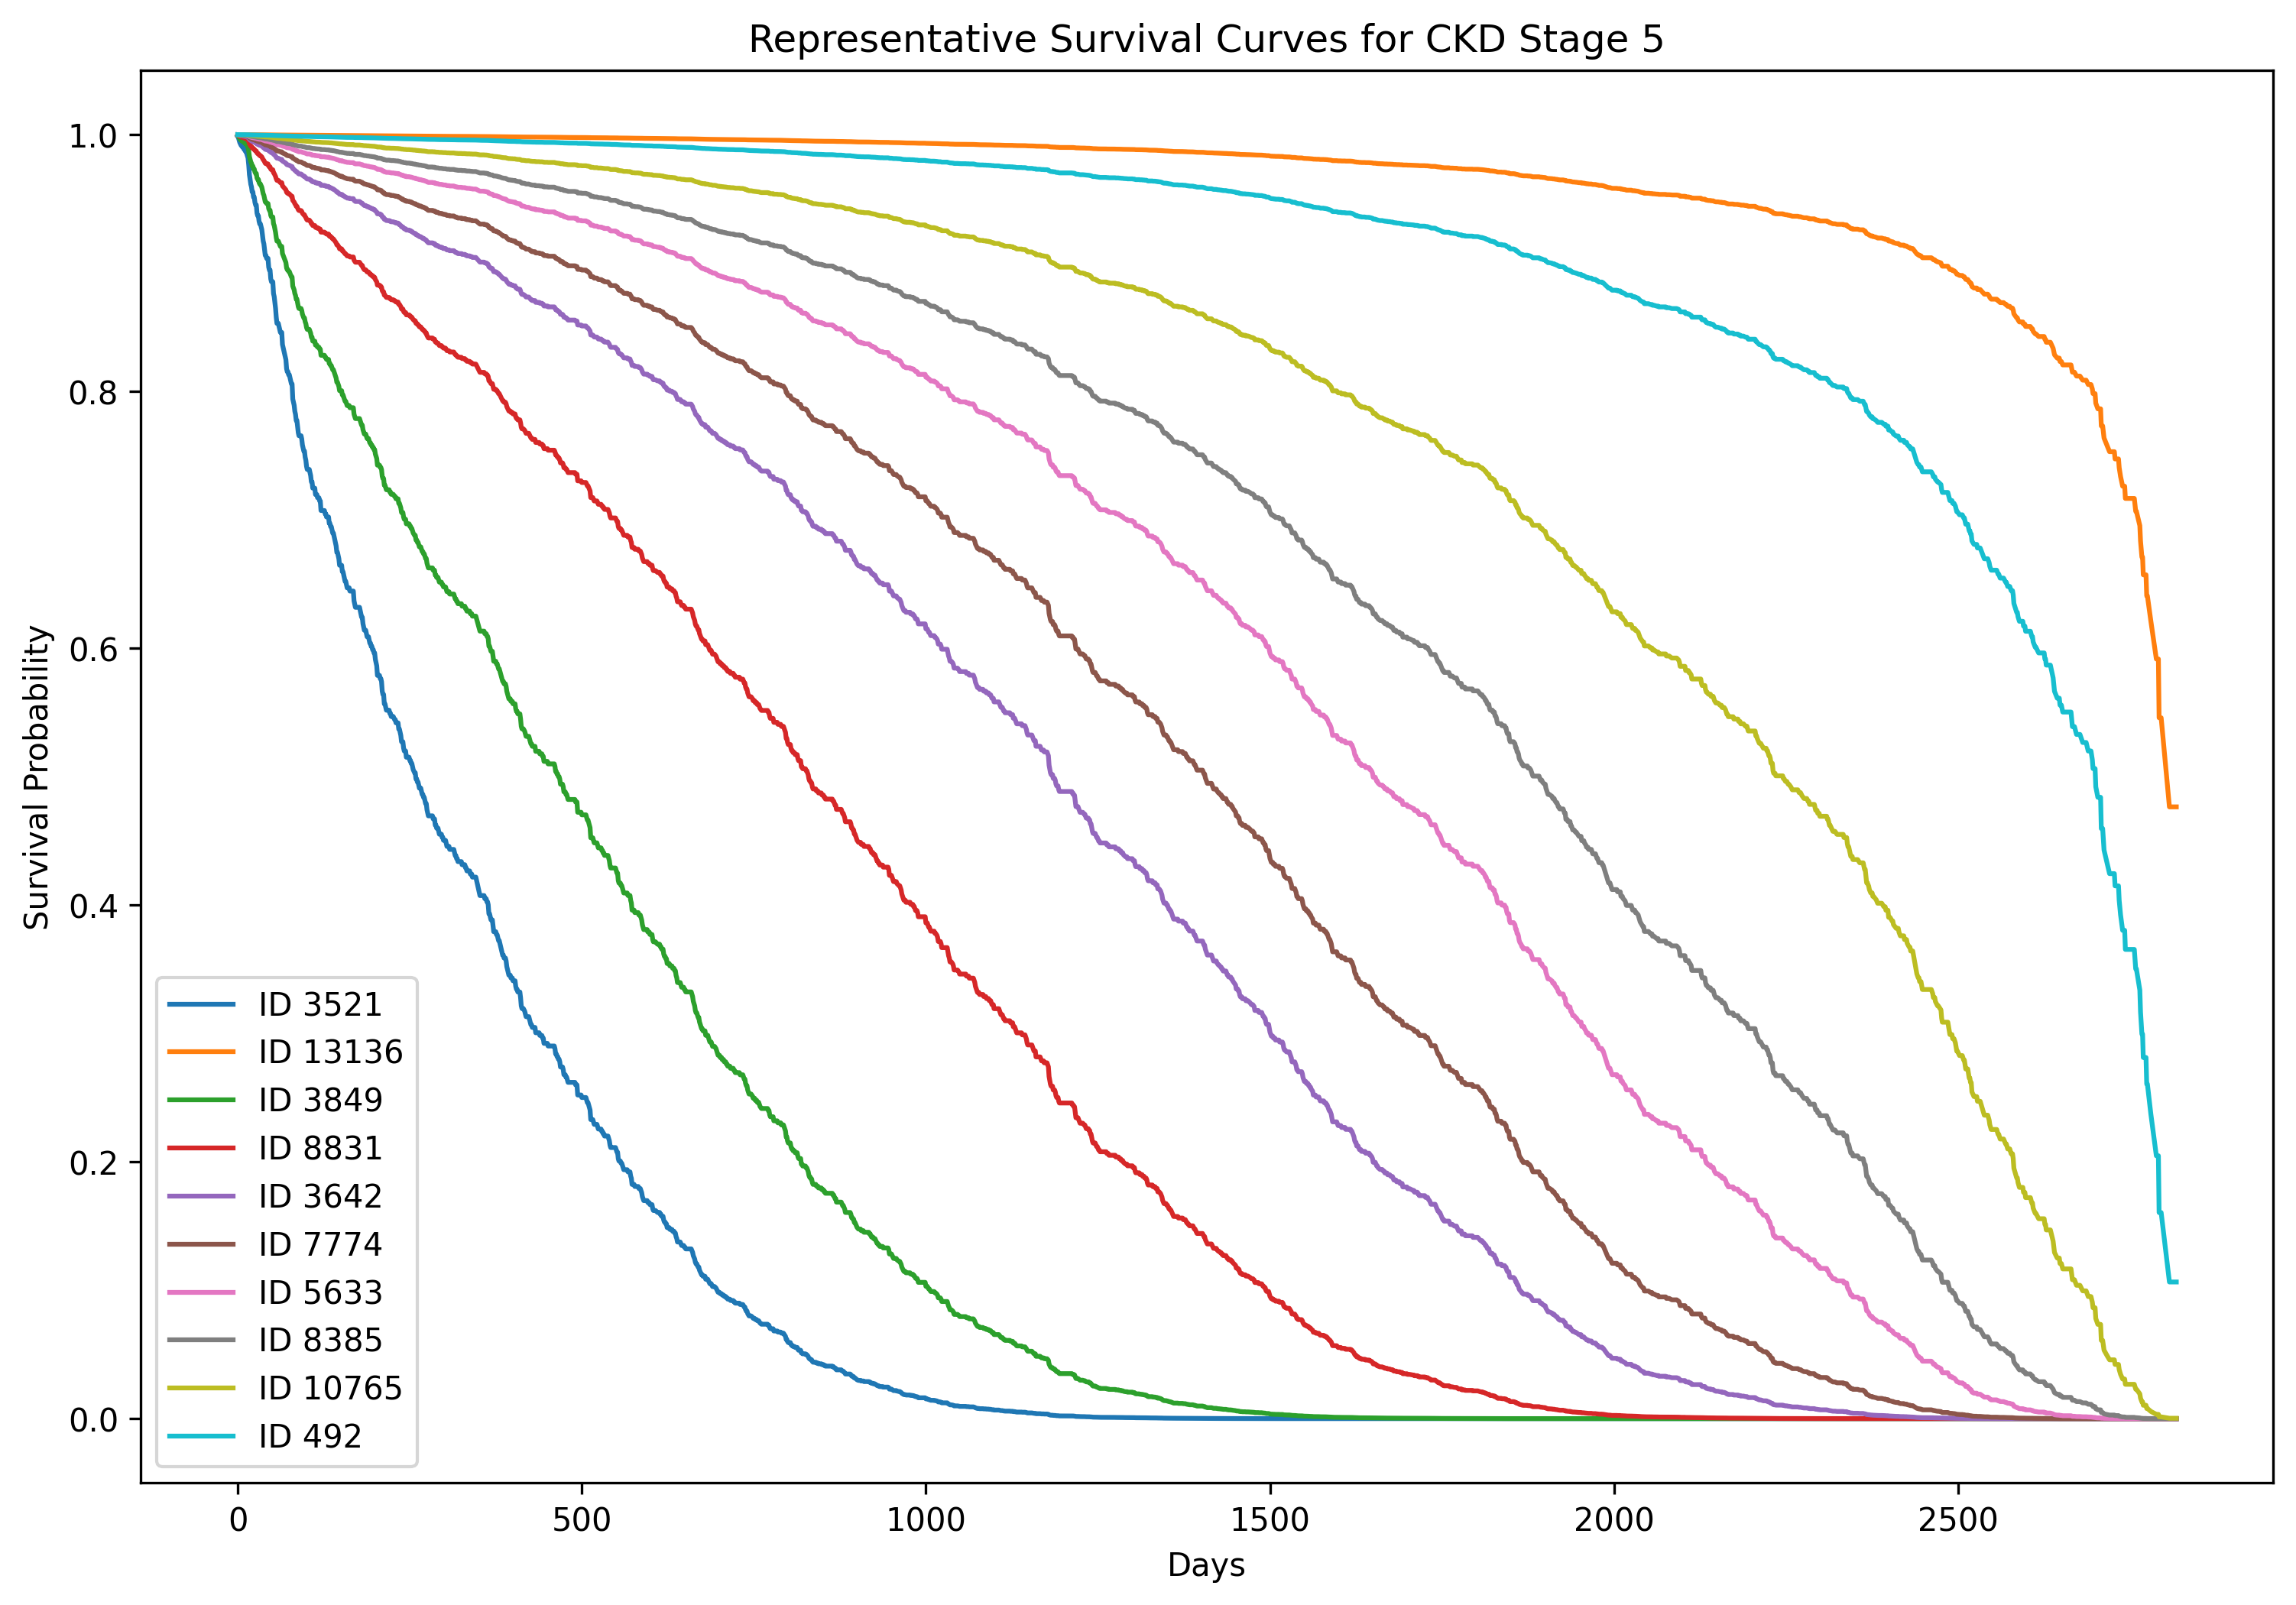 Representative Survival Curves for CKD Stage 5
Survival Probability
1.0
0.8
0.6
0.4
0.2
0.0
ID 3521
ID 13136
ID 3849
ID 8831
ID 3642
ID 7774
ID 5633
ID 8385
ID 10765
ID 492
0 500 1000 1500 2000 2500
Days